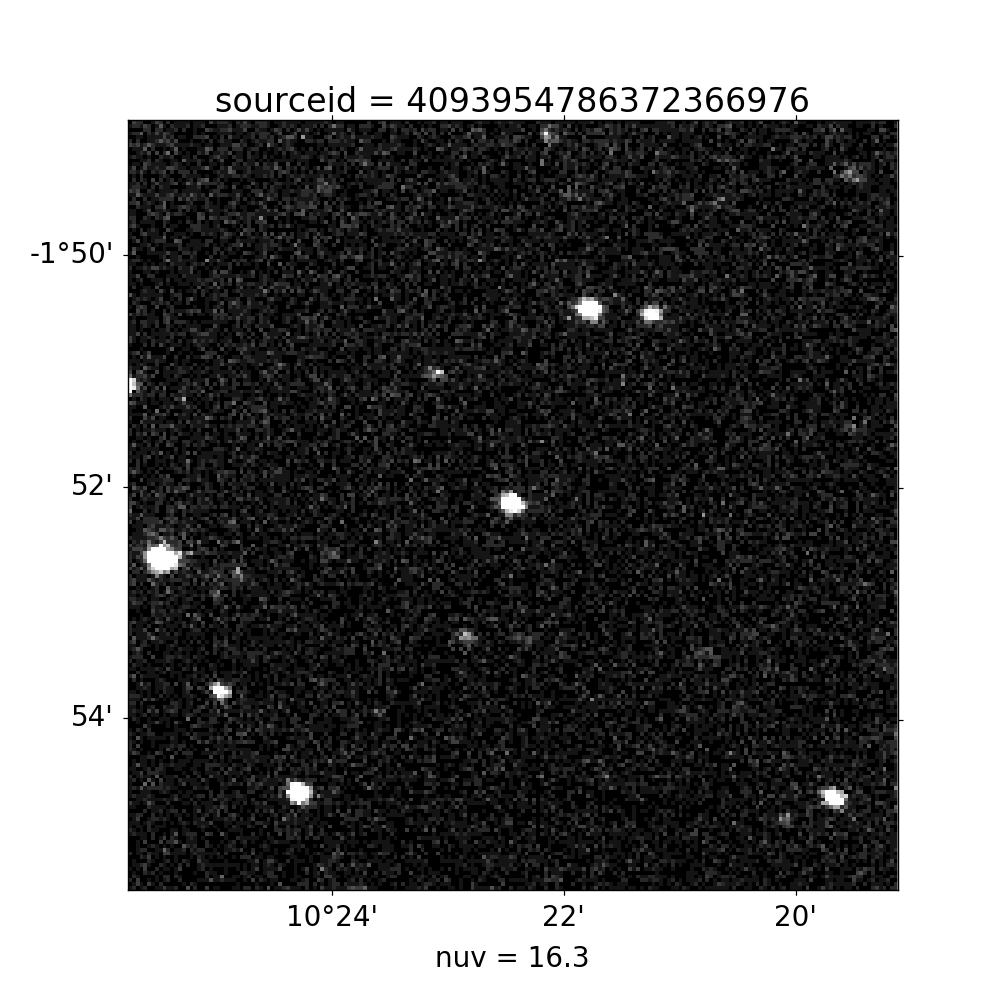 sourceid = 4093954786372366976
-1°50'
52'
54'
10°24' 22' 20'
nuv = 16.3